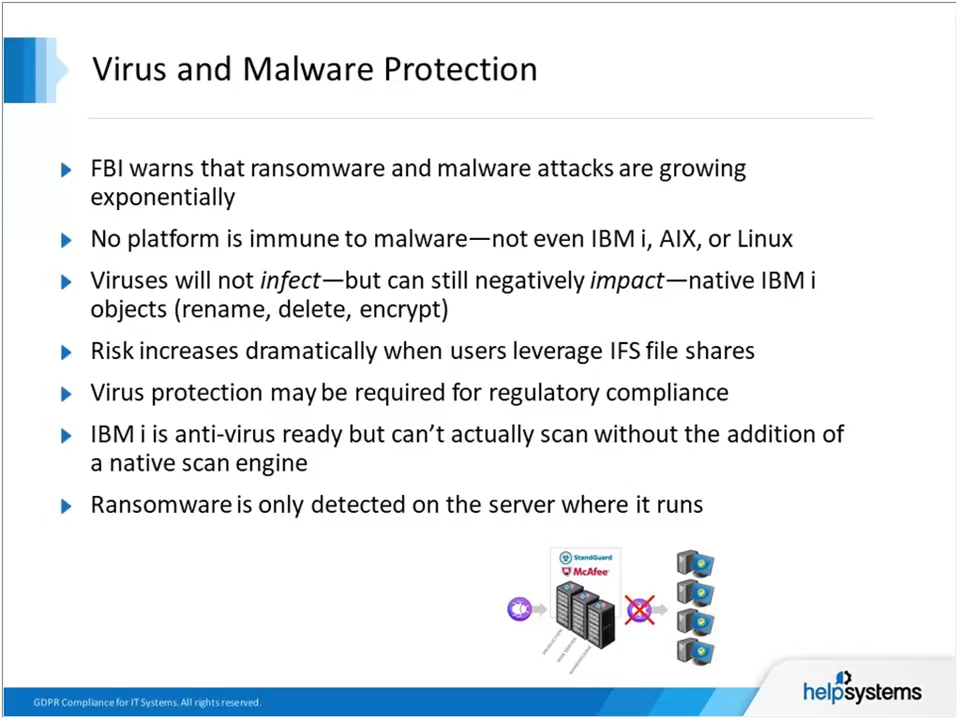 Virus and Malware Protection
FBI warns that ransomware and malware attacks are growing
exponentially
No platform is immune to malware—not even IBM i, AIX, or Linux
Viruses will not infect—but can still negatively impact—native IBM i
objects (rename, delete, encrypt)
Risk increases dramatically when users leverage IFS file shares
Virus protection may be required for regulatory compliance
IBM i is anti-virus ready but can’t actually scan without the addition of
a native scan engine
Ransomware is only detected on the server where it runs
StandGuard
McAfee
PRODUCTION
WEB SERVER
GDPR Compliance for IT Systems. All rights reserved.
helpsystems